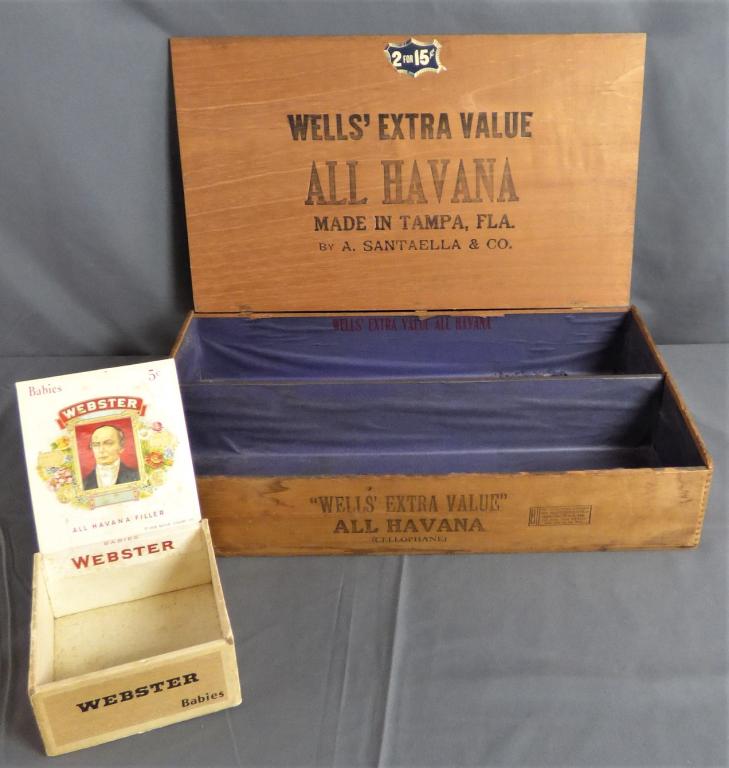 2 FOR 15¢
WELLS' EXTRA VALUE
ALL HAVANA
MADE IN TAMPA, FLA.
BY A. SANTAELLA & CO.
WELLS' EXTRA VALUE ALL HAVANA
"WELLS' EXTRA VALUE"
ALL HAVANA
(CELLOPHANE)
Babies 5¢
WEBSTER
ALL HAVANA FILLER
BABIES
WEBSTER
WEBSTER
Babies